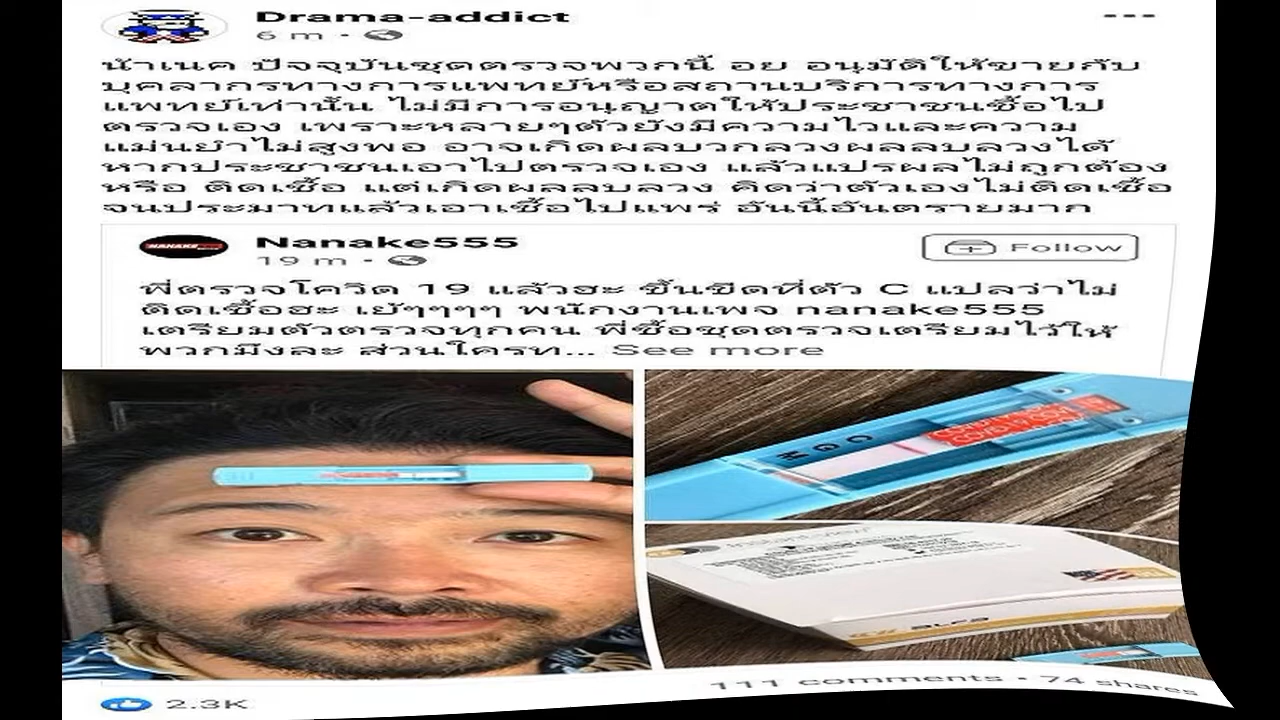 Drama-addict
6 m
น้าเนค ปัจจุบันชุดตรวจพวกนี้ อย อนุมัติให้ขายกับ
บุคลากรทางการแพทย์หรือสถานบริการทางการ
แพทย์เท่านั้น ไม่มีการอนุญาตให้ประชาชนซื้อไป
ตรวจเอง เพราะหลายๆตัวยังมีความไวและความ
แม่นยำไม่สูงพอ อาจเกิดผลบวกลวงผลลบลวงได้
หากประชาชนเอาไปตรวจเอง แล้วแปรผลไม่ถูกต้อง
หรือ ติดเชื้อ แต่เกิดผลลบลวง คิดว่าตัวเองไม่ติดเชื้อ
จนประมาทแล้วเอาเชื้อไปแพร่ อันนี้อันตรายมาก
Nanake555
Follow
19 m
พี่ตรวจโควิด 19 แล้วฮะ ขึ้นขีดที่ตัว C แปลว่าไม่
ติดเชื้อฮะ เย้ๆๆๆๆ พนักงานเพจ nanake555
เตรียมตัวตรวจทุกคน พี่ซื้อชุดตรวจเตรียมไว้ให้
พวกมึงละ ส่วนใครท... See more
111 comments • 74 shares
2.3K